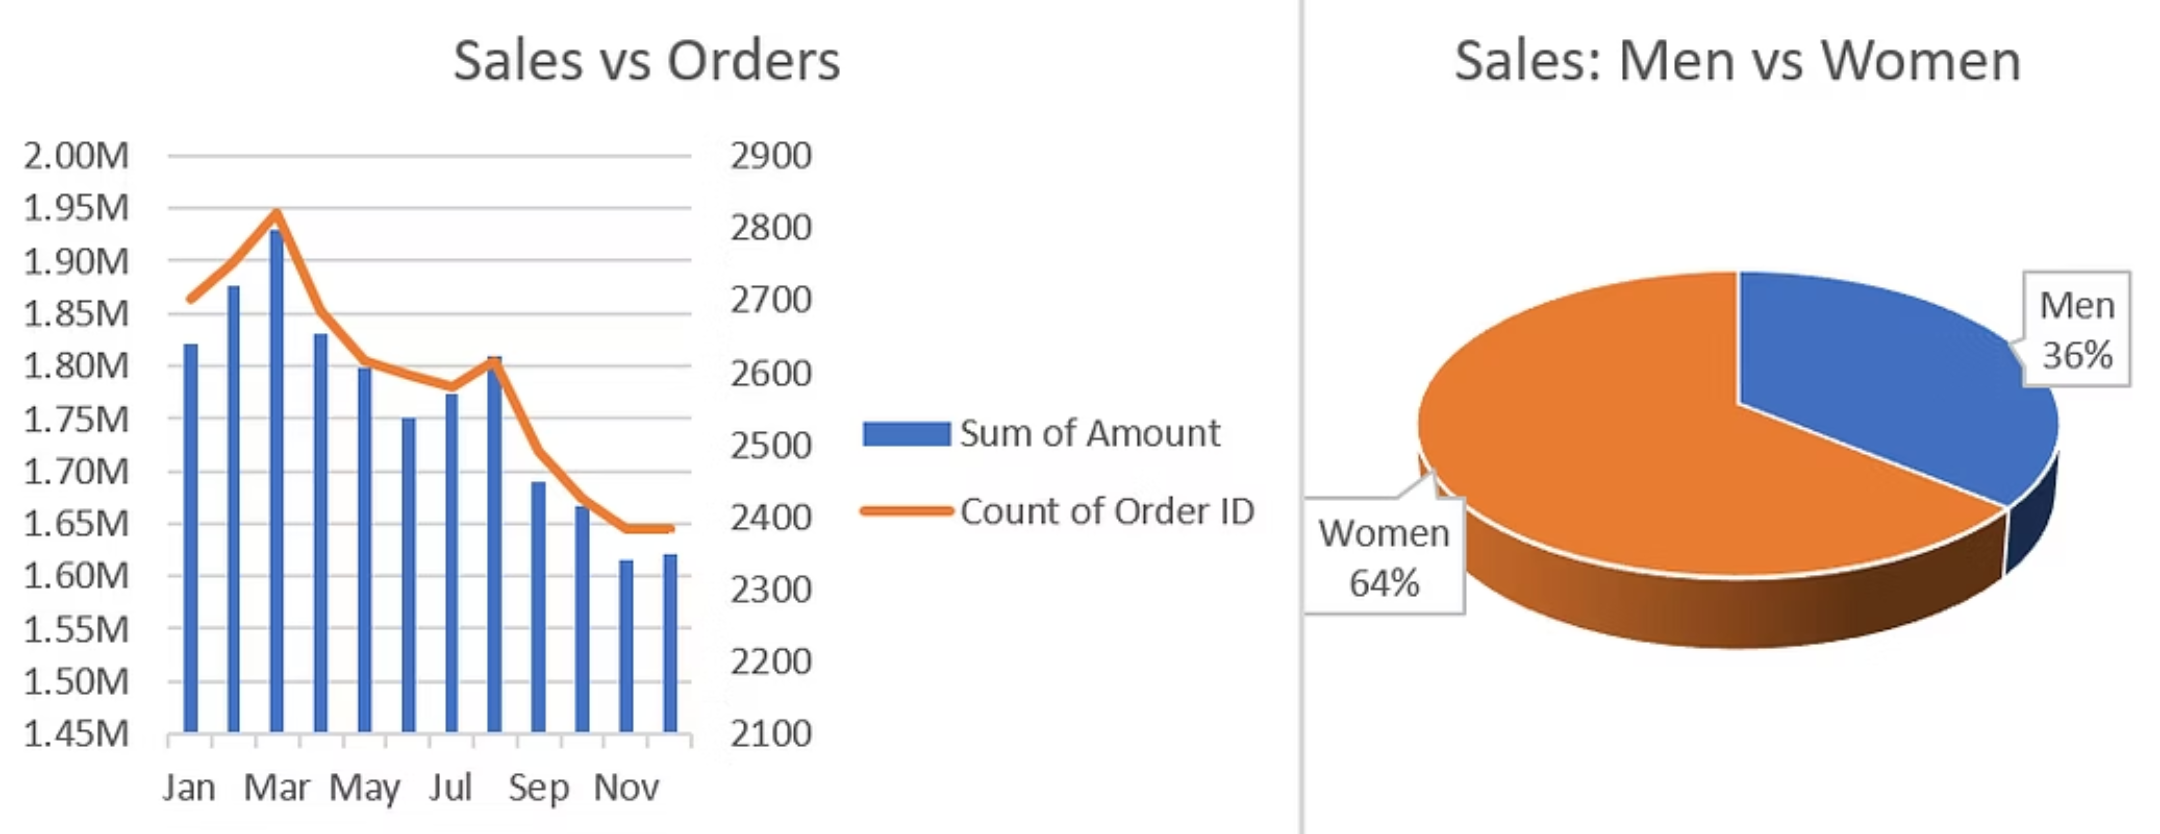 Sales vs Orders
2.00M
1.95M
1.90M
1.85M
1.80M
1.75M
1.70M
1.65M
1.60M
1.55M
1.50M
1.45M
2900
2800
2700
2600
2500
2400
2300
2200
2100
Jan Mar May Jul Sep Nov
Sum of Amount
Count of Order ID
Sales: Men vs Women
Men
36%
Women
64%